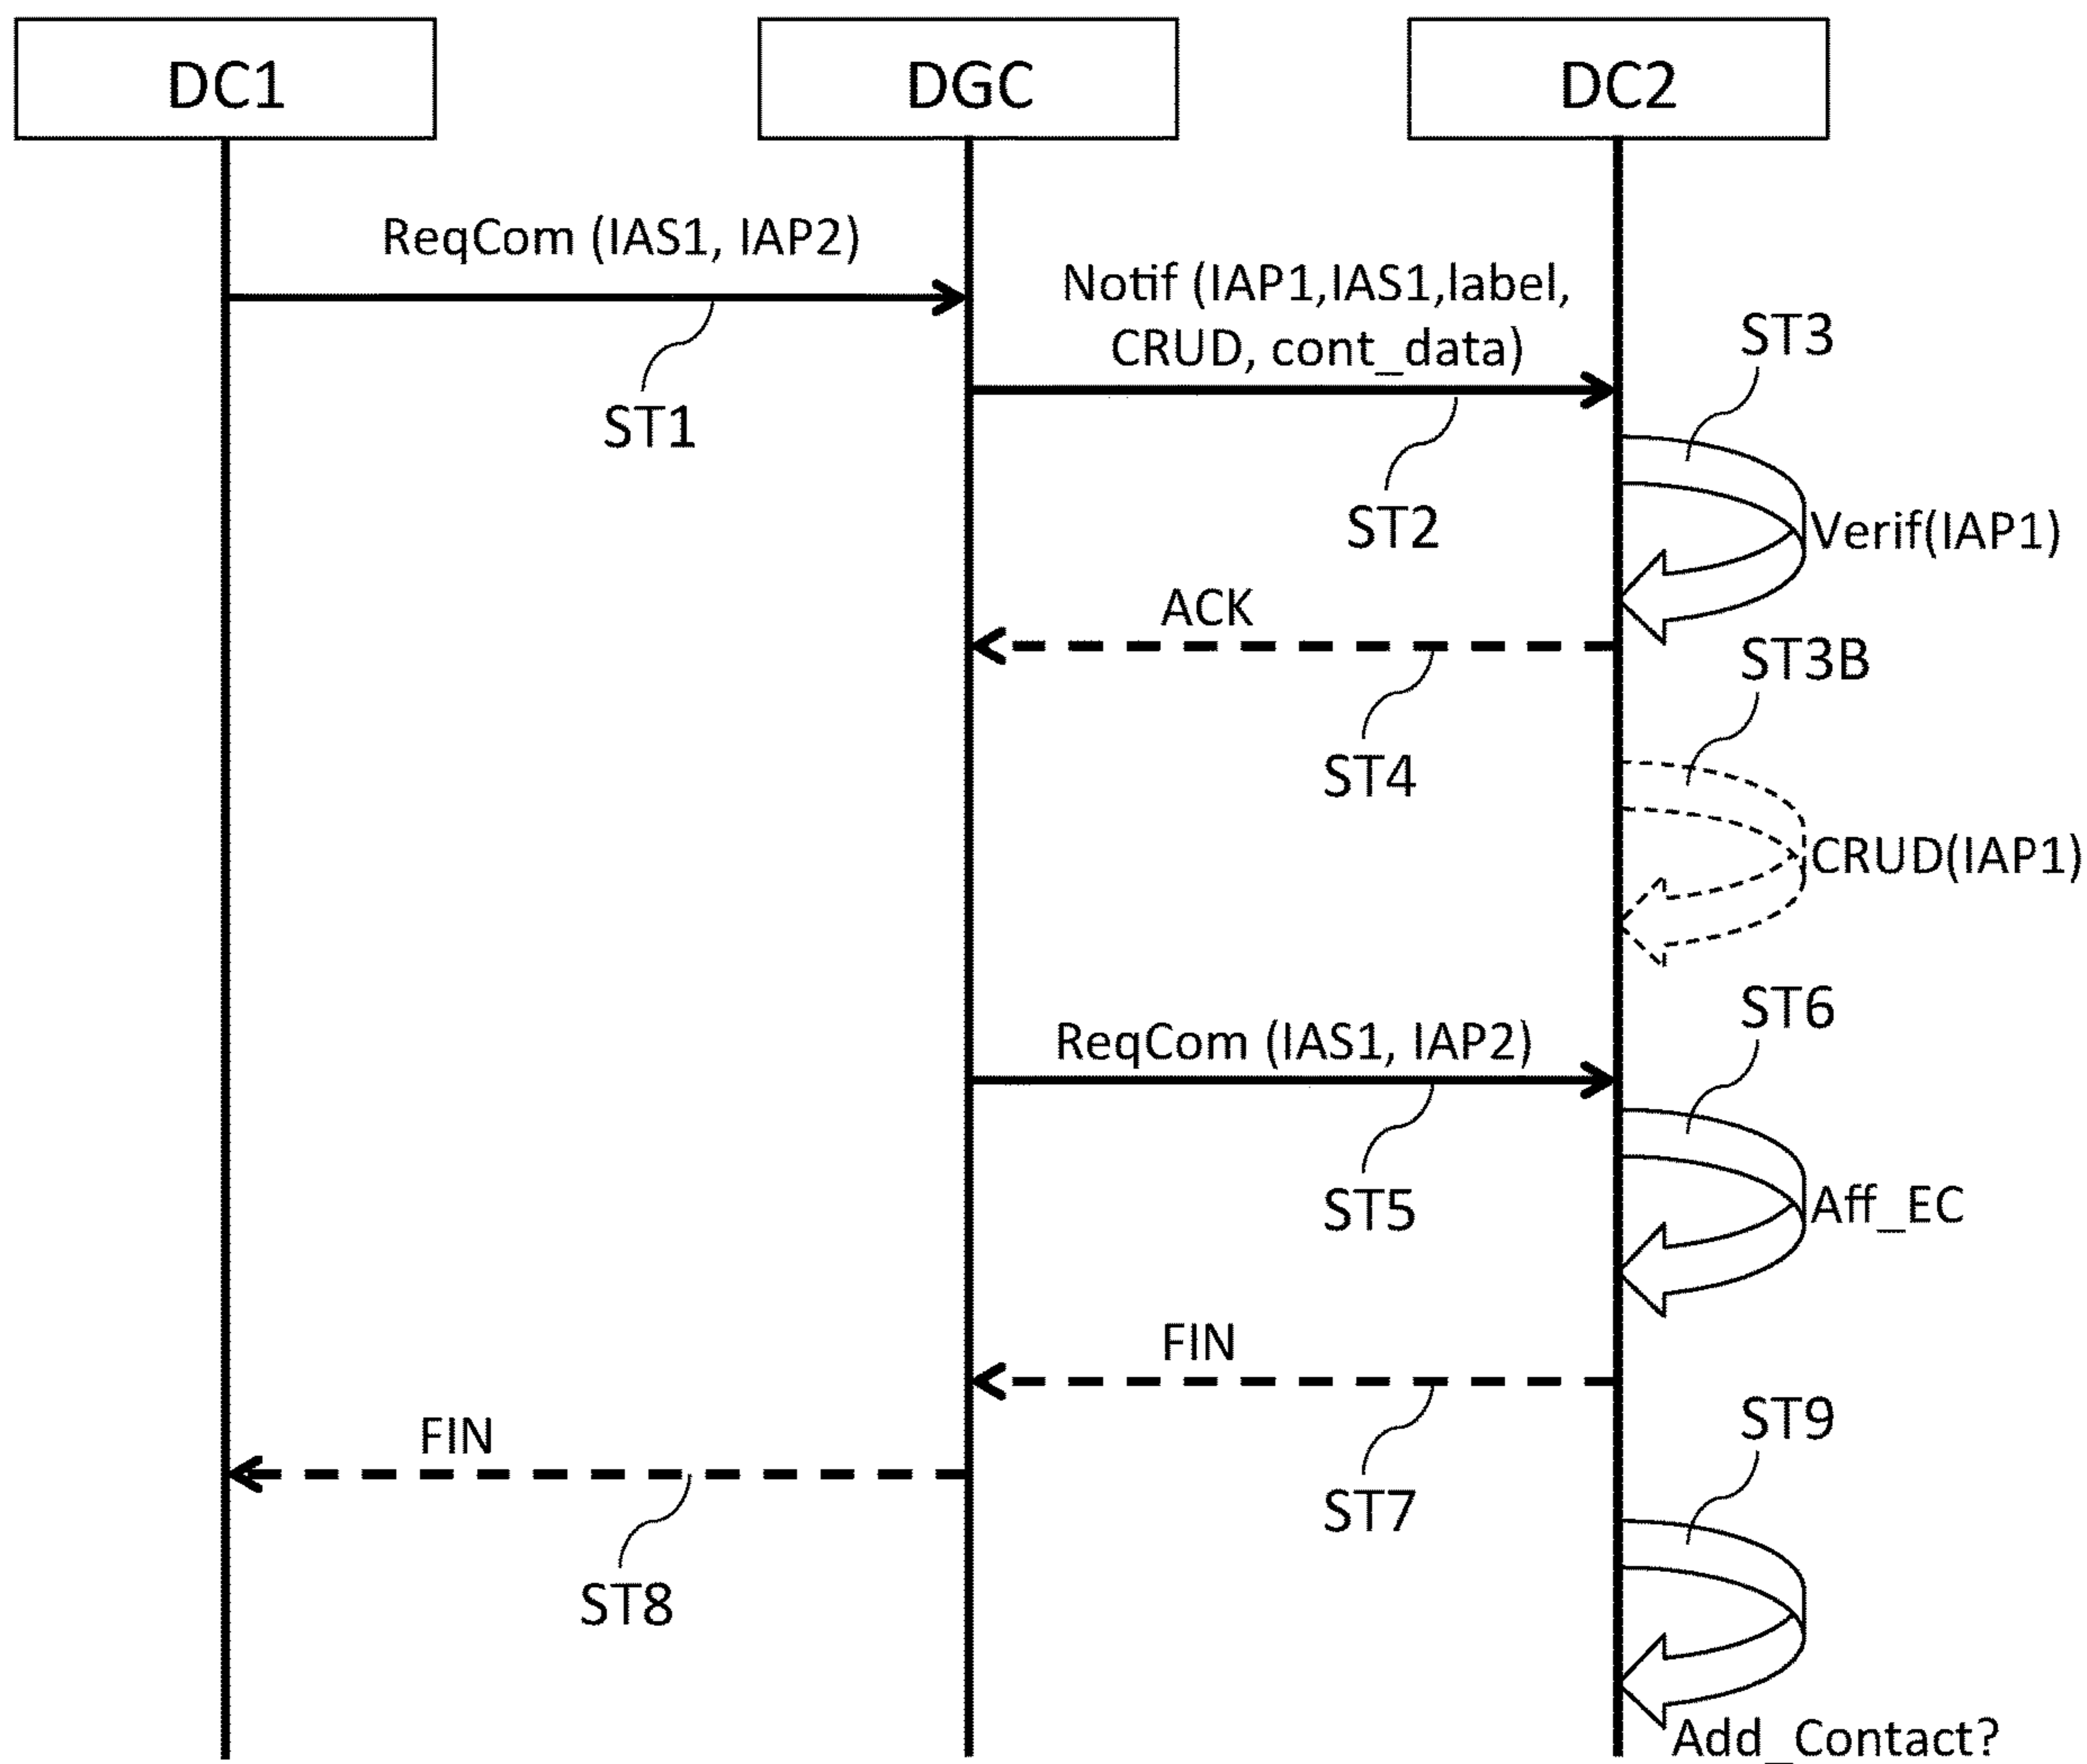 DC1
DGC
DC2
ReqCom (IAS1, IAP2)
Notif (IAP1,IAS1,label,
CRUD, cont_data)
ST1
ST2
ST3
Verif(IAP1)
ACK
ST4
ST3B
CRUD(IAP1)
ReqCom (IAS1, IAP2)
ST5
ST6
Aff_EC
FIN
ST7
FIN
ST8
ST9
Add_Contact?